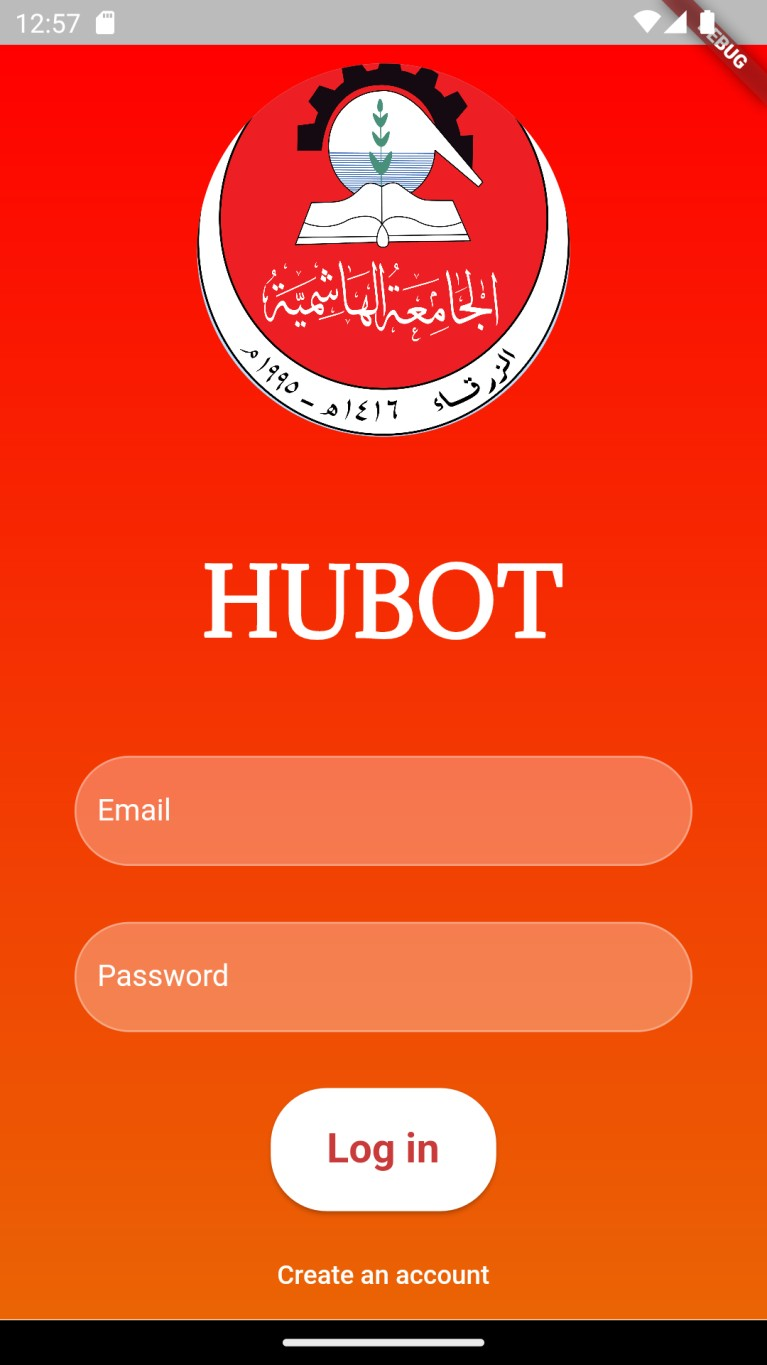 12:57
DEBUG
الجامعة الهاشمية
الزرقاء ١٤١٦هـ - ١٩٩٥م
HUBOT
Email
Password
Log in
Create an account